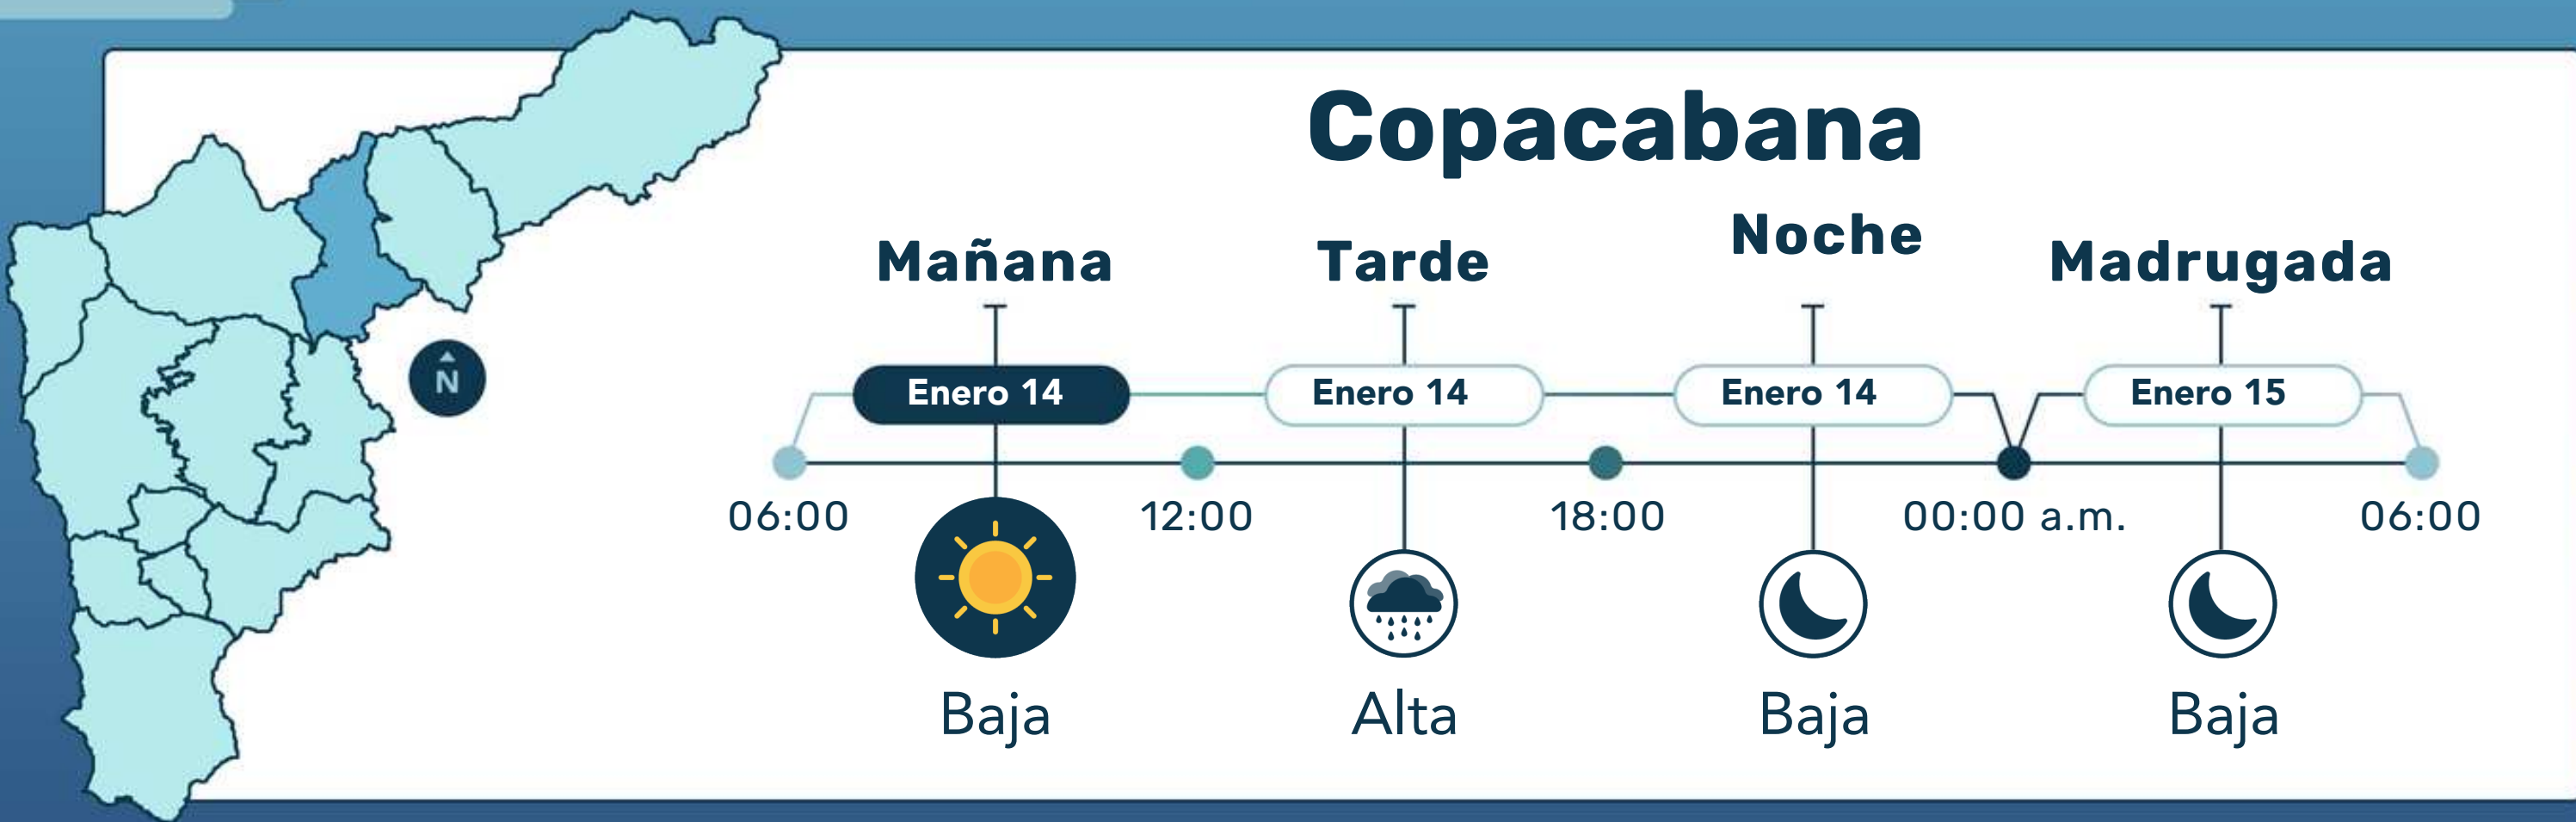 Copacabana
Mañana Tarde Noche Madrugada
Enero 14 Enero 14 Enero 14 Enero 15
N
06:00 12:00 18:00 00:00 a.m. 06:00
Baja Alta Baja Baja